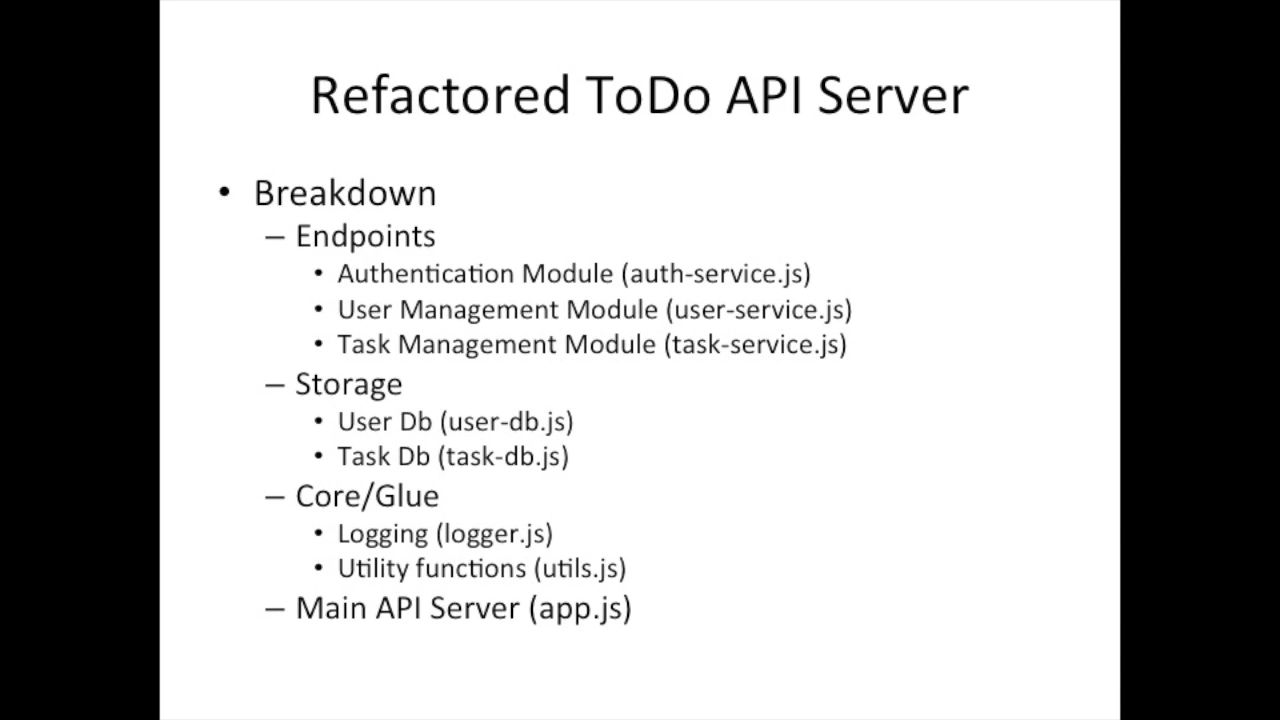 Refactored ToDo API Server
• Breakdown
– Endpoints
• Authentication Module (auth-service.js)
• User Management Module (user-service.js)
• Task Management Module (task-service.js)
– Storage
• User Db (user-db.js)
• Task Db (task-db.js)
– Core/Glue
• Logging (logger.js)
• Utility functions (utils.js)
– Main API Server (app.js)